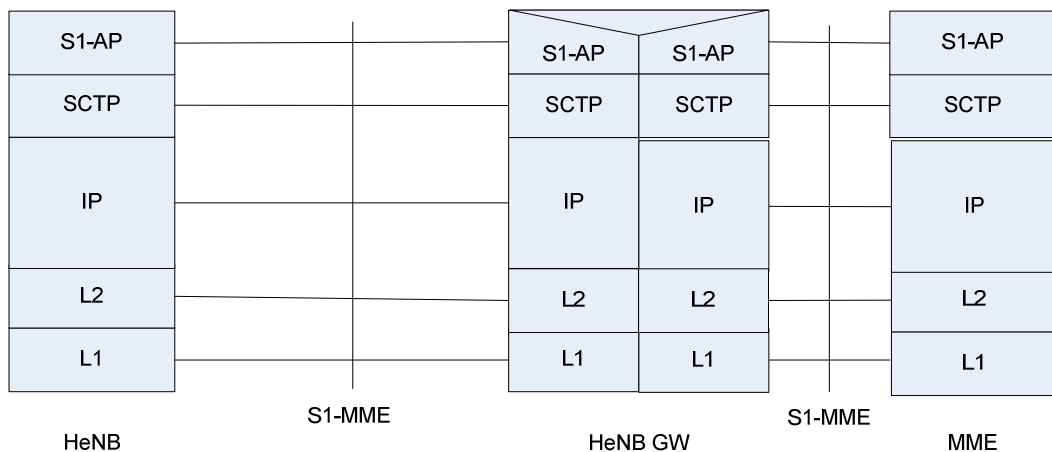 S1-AP
S1-AP
S1-AP
S1-AP
SCTP
SCTP
SCTP
SCTP
IP
IP
IP
IP
L2
L2
L2
L2
L1
L1
L1
L1
S1-MME
S1-MME
HeNB
HeNB GW
MME